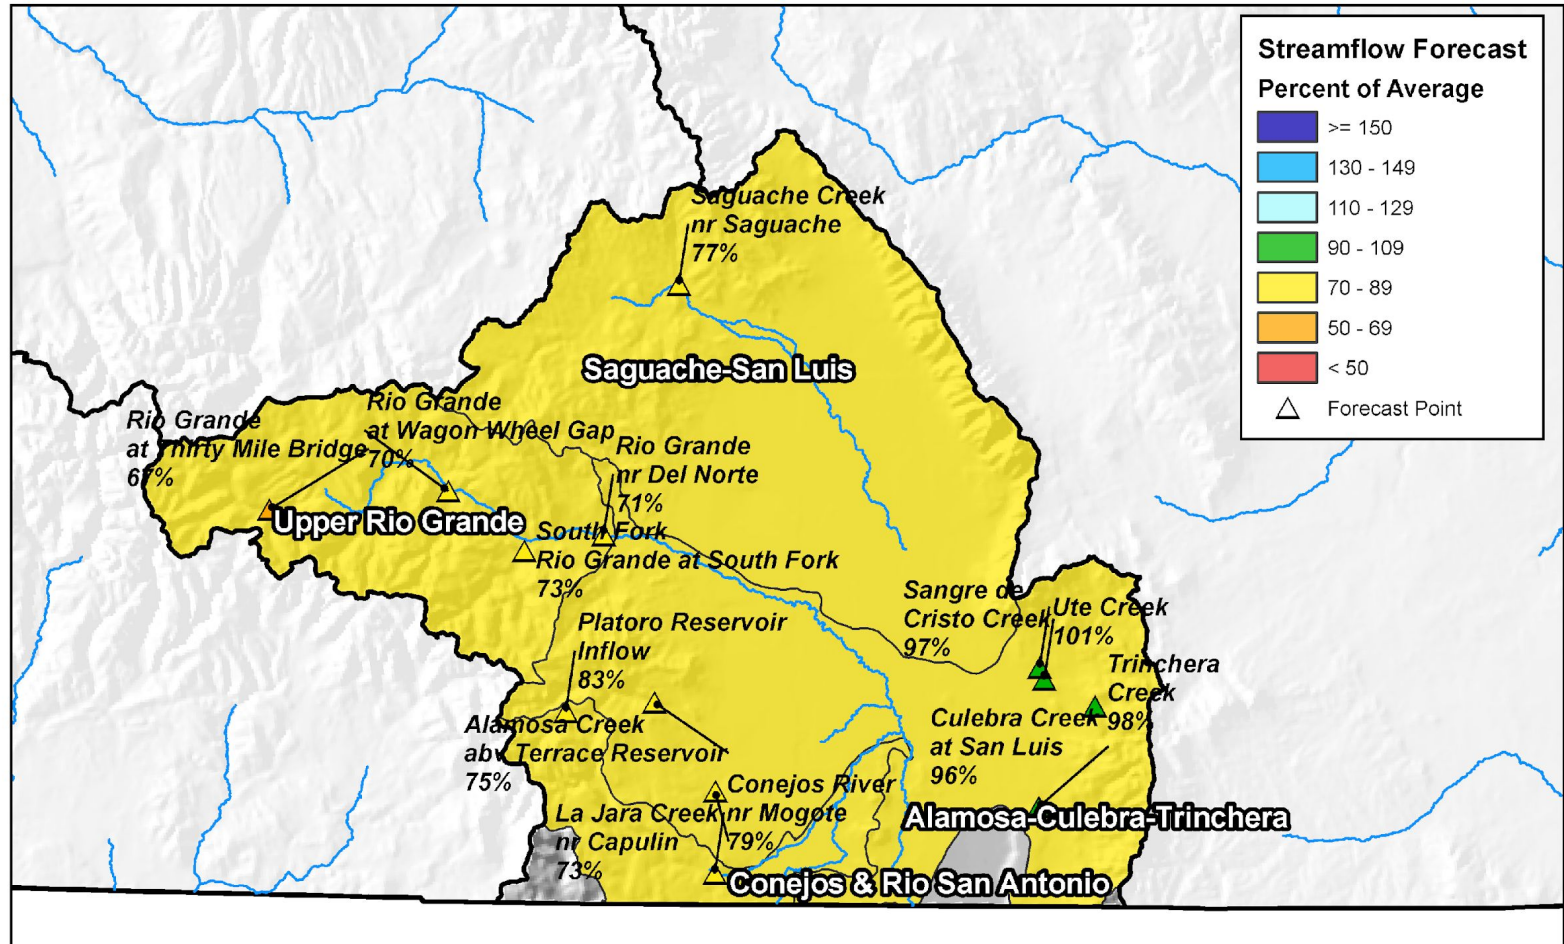 Streamflow Forecast
Percent of Average
>= 150
130 - 149
110 - 129
90 - 109
70 - 89
50 - 69
< 50
Forecast Point
Saguache Creek
nr Saguache
77%
Saguache-San Luis
Rio Grande
at Thirty Mile Bridge
67%
Rio Grande
at Wagon Wheel Gap
70%
Rio Grande
nr Del Norte
71%
Upper Rio Grande
South Fork
Rio Grande at South Fork
73%
Platoro Reservoir
Inflow
83%
Sangre de
Cristo Creek
97%
Ute Creek
101%
Trinchera
Creek
98%
Alamosa Creek
abv Terrace Reservoir
75%
Culebra Creek
at San Luis
96%
La Jara Creek
nr Capulin
73%
Conejos River
nr Mogote
79%
Alamosa-Culebra-Trinchera
Conejos & Rio San Antonio